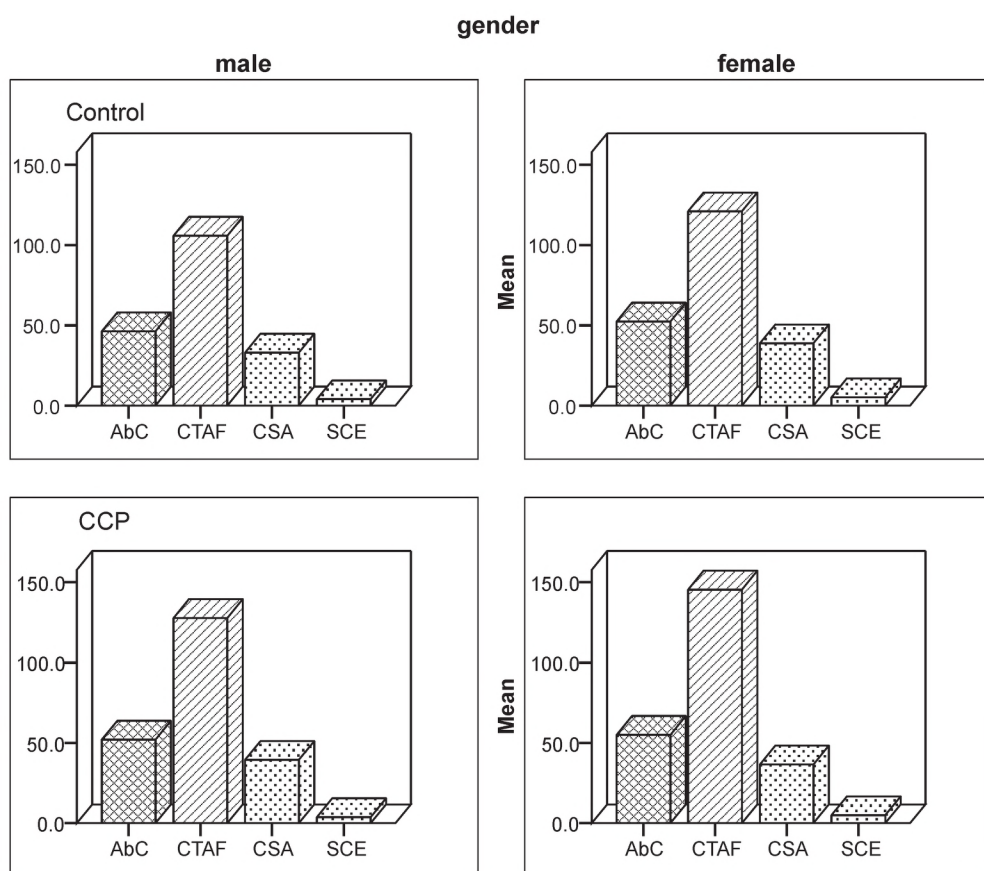 gender
male
female
Control
150.0
100.0
50.0
0.0
AbC CTAF CSA SCE
Mean
150.0
100.0
50.0
0.0
AbC CTAF CSA SCE
CCP
150.0
100.0
50.0
0.0
AbC CTAF CSA SCE
Mean
150.0
100.0
50.0
0.0
AbC CTAF CSA SCE